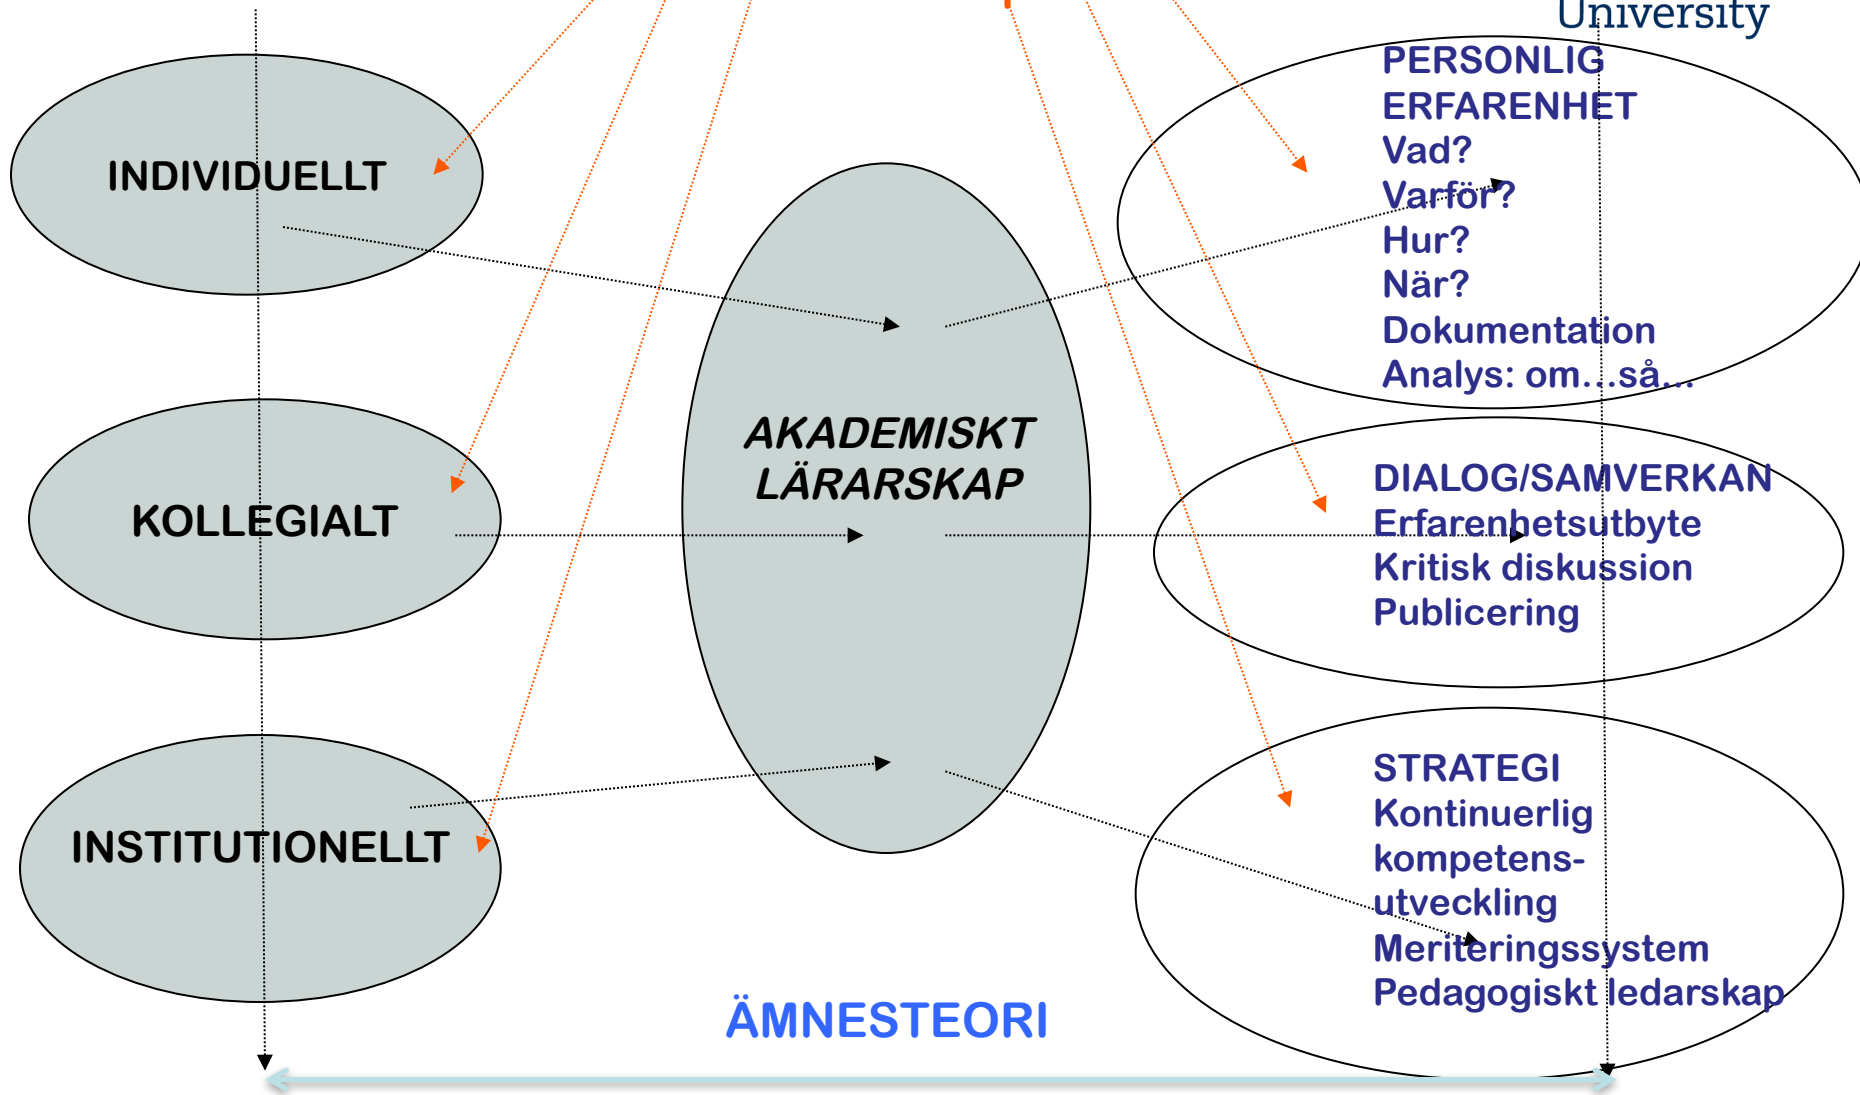 University
INDIVIDUELLT
KOLLEGIALT
INSTITUTIONELLT
AKADEMISKT
LÄRARSKAP
PERSONLIG
ERFARENHET
Vad?
Varför?
Hur?
När?
Dokumentation
Analys: om...så...
DIALOG/SAMVERKAN
Erfarenhetsutbyte
Kritisk diskussion
Publicering
STRATEGI
Kontinuerlig
kompetens-
utveckling
Meriteringssystem
Pedagogiskt ledarskap
ÄMNESTEORI